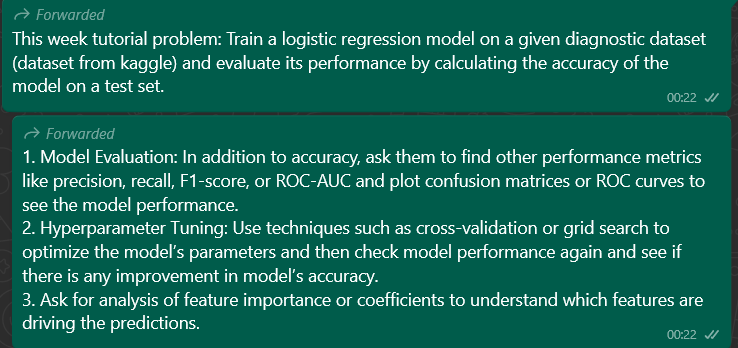 Forwarded
This week tutorial problem: Train a logistic regression model on a given diagnostic dataset
(dataset from kaggle) and evaluate its performance by calculating the accuracy of the
model on a test set.
00:22
Forwarded
1. Model Evaluation: In addition to accuracy, ask them to find other performance metrics
like precision, recall, F1-score, or ROC-AUC and plot confusion matrices or ROC curves to
see the model performance.
2. Hyperparameter Tuning: Use techniques such as cross-validation or grid search to
optimize the model’s parameters and then check model performance again and see if
there is any improvement in model’s accuracy.
3. Ask for analysis of feature importance or coefficients to understand which features are
driving the predictions.
00:22